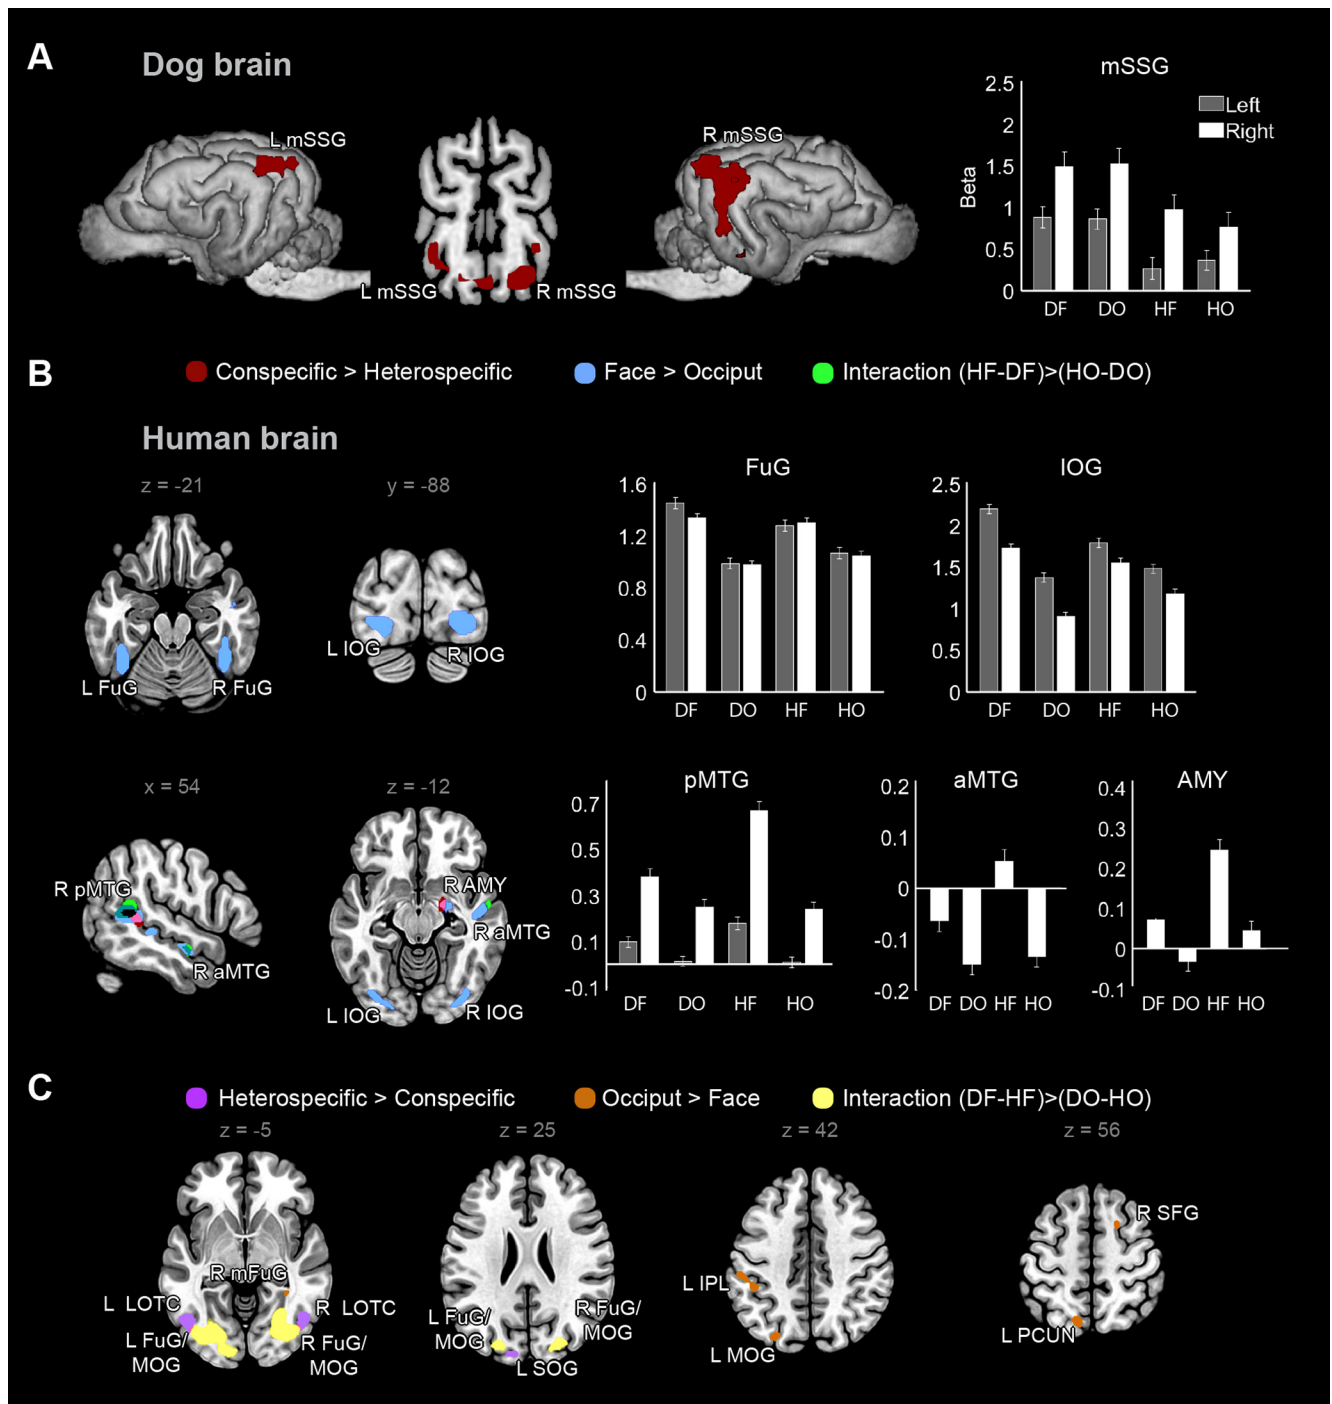 A
Dog brain
L mSSG
L mSSG
R mSSG
R mSSG
mSSG
Left
Right
Beta
2.5
2
1.5
1
0.5
0
DF DO HF HO
B
Conspecific > Heterospecific
Face > Occiput
Interaction (HF-DF)>(HO-DO)
Human brain
z = -21
L FuG
R FuG
y = -88
L IOG
R IOG
FuG
1.6
1.2
0.8
0.4
0
DF DO HF HO
IOG
2.5
2
1.5
1
0.5
0
DF DO HF HO
x = 54
R pMTG
R aMTG
z = -12
R AMY
R aMTG
L IOG
R IOG
pMTG
0.7
0.5
0.3
0.1
-0.1
DF DO HF HO
aMTG
0.2
0.1
0
-0.1
-0.2
DF DO HF HO
AMY
0.4
0.3
0.2
0.1
0
-0.1
DF DO HF HO
C
Heterospecific > Conspecific
Occiput > Face
Interaction (DF-HF)>(DO-HO)
z = -5
R mFuG
L LOTC
R LOTC
L FuG/
MOG
R FuG/
MOG
z = 25
L FuG/
MOG
R FuG/
MOG
L SOG
z = 42
L IPL
L MOG
z = 56
R SFG
L PCUN